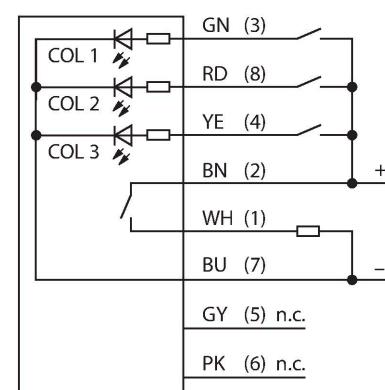 GN (3)
COL 1
RD (8)
COL 2
YE (4)
COL 3
BN (2)
+
WH (1)
BU (7)
–
GY (5) n.c.
PK (6) n.c.